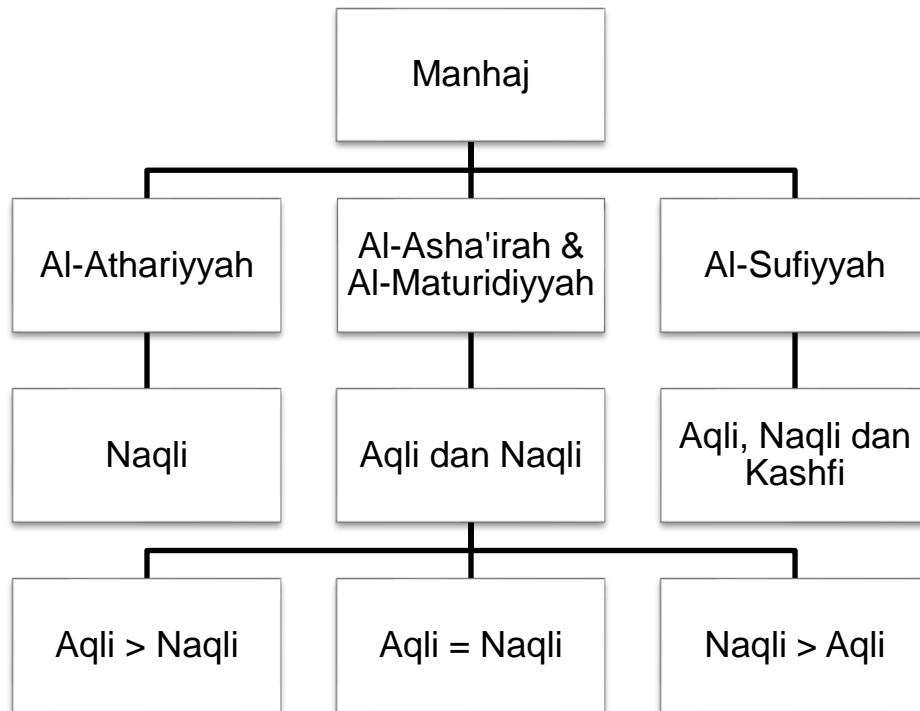 Manhaj
Al-Athariyyah
Al-Asha'irah &
Al-Maturidiyyah
Al-Sufiyyah
Naqli
Aqli dan Naqli
Aqli, Naqli dan
Kashfi
Aqli > Naqli
Aqli = Naqli
Naqli > Aqli